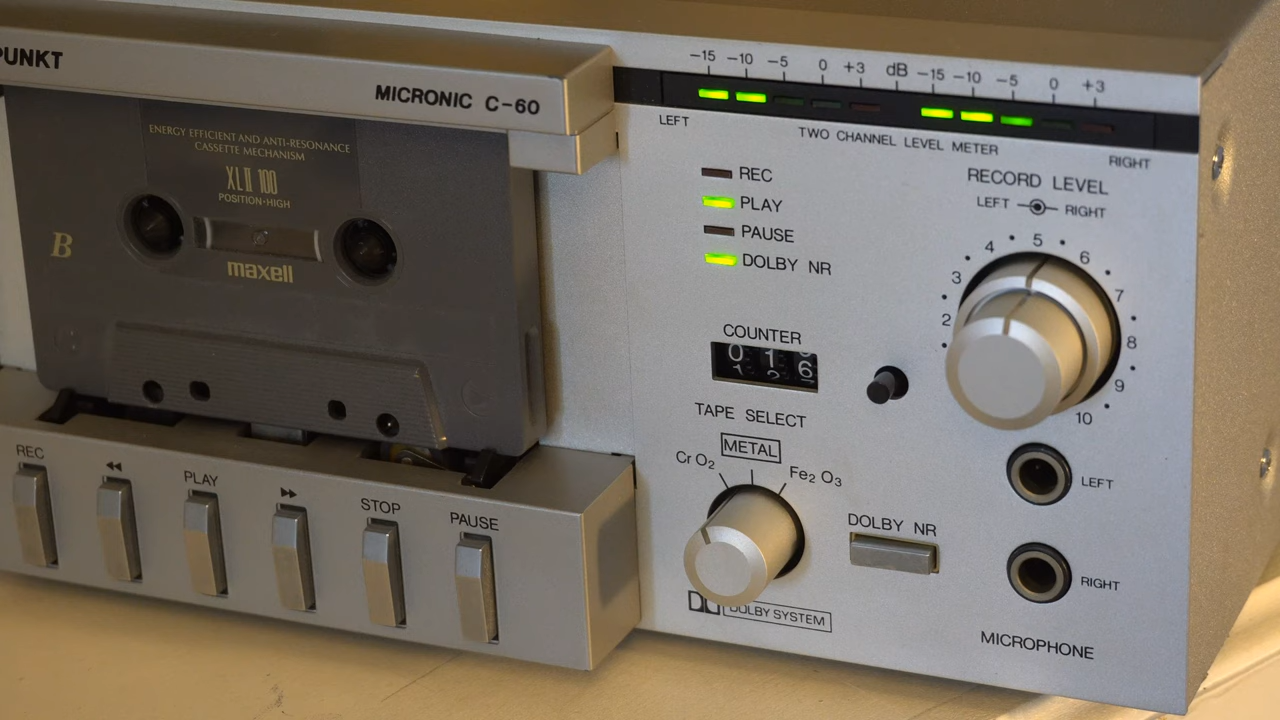 PUNKT
MICRONIC C-60
ENERGY EFFICIENT AND ANTI-RESONANCE
CASSETTE MECHANISM
XLII 100
POSITION•HIGH
B
maxell
REC
◀◀
PLAY
▶▶
STOP
PAUSE
-15 -10 -5 0 +3 dB -15 -10 -5 0 +3
LEFT
TWO CHANNEL LEVEL METER
RIGHT
REC
PLAY
PAUSE
DOLBY NR
RECORD LEVEL
LEFT RIGHT
2 3 4 5 6 7 8 9 10
COUNTER
0 1 6
TAPE SELECT
METAL
Cr O₂
Fe₂ O₃
DOLBY NR
DOLBY SYSTEM
LEFT
RIGHT
MICROPHONE